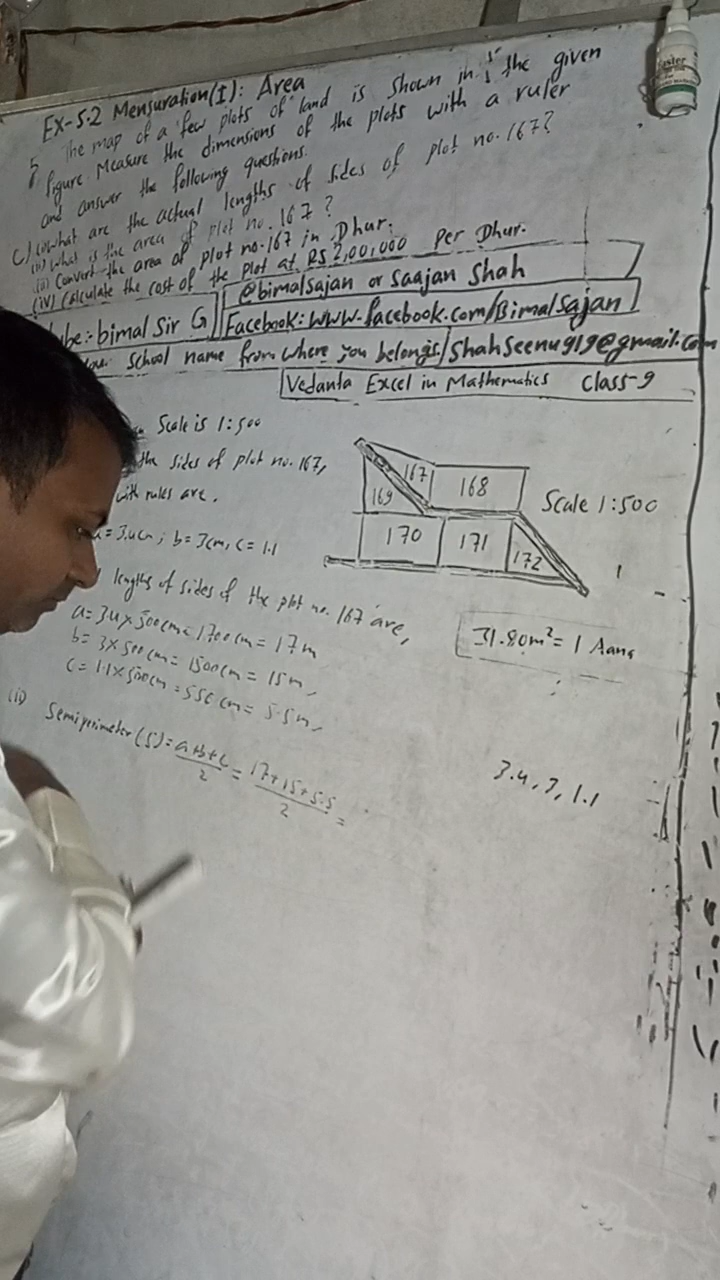 Ex-5.2 Mensuration(I): Area
5. The map of a few plots of land is shown in the given
figure Measure the dimensions of the plots with a ruler
and answer the following questions.
C) (i) What are the actual lengths of sides of plot no. 167?
(ii) What is the area of plot no. 167?
(iii) Convert the area of plot no. 167 in Dhur.
(iv) Calculate the cost of the plot at RS 2,00,000 per Dhur.
@bimalsajan or Saajan Shah
be:- bimal Sir G
Facebook: www.facebook.com/Bimalsajan
School name from where you belongs
Shahseenu919@gmail.com
Vedanta Excel in Mathematics Class-9
Scale is 1:500
the sides of plot no. 167,
with rules are.
a = 3.4cm; b = 3cm, c = 1.1
167
168
169
170
171
172
Scale 1:500
lengths of sides of the plot no. 167 are,
a = 3.4 x 500cm = 1700cm = 17m
b = 3 x 500cm = 1500cm = 15m,
c = 1.1 x 500cm = 550cm = 5.5m,
31.80m² = 1 Aana
(ii) Semiperimeter (S) = a+b+c/2 = 17+15+5.5/2 =
3.4, 3, 1.1